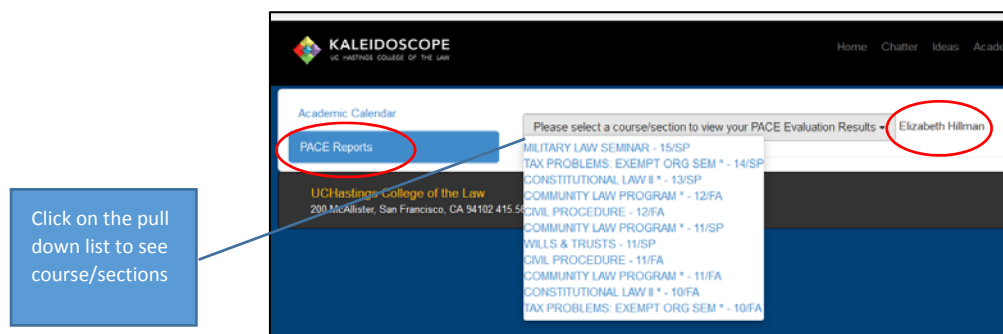 KALEIDOSCOPE
UC HASTINGS COLLEGE OF THE LAW
Home Chatter Ideas Acade
Academic Calendar
PACE Reports
Please select a course/section to view your PACE Evaluation Results
Elizabeth Hillman
MILITARY LAW SEMINAR - 15/SP
TAX PROBLEMS: EXEMPT ORG SEM * - 14/SP
CONSTITUTIONAL LAW II * - 13/SP
COMMUNITY LAW PROGRAM * - 12/FA
CIVIL PROCEDURE - 12/FA
COMMUNITY LAW PROGRAM * - 11/SP
WILLS & TRUSTS - 11/SP
CIVIL PROCEDURE - 11/FA
COMMUNITY LAW PROGRAM * - 11/FA
CONSTITUTIONAL LAW II * - 10/FA
TAX PROBLEMS: EXEMPT ORG SEM * - 10/FA
UCHastings College of the Law
200 McAllister, San Francisco, CA 94102 415.56
Click on the pull
down list to see
course/sections